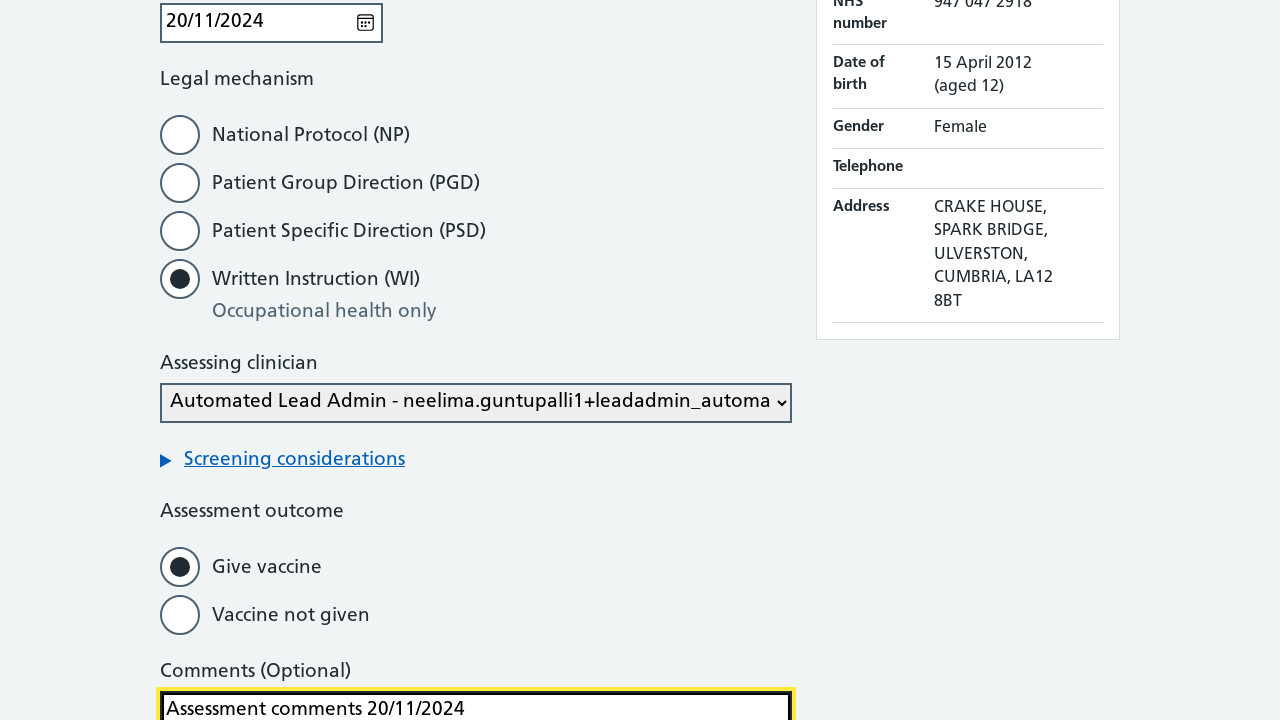 20/11/2024
Legal mechanism
National Protocol (NP)
Patient Group Direction (PGD)
Patient Specific Direction (PSD)
Written Instruction (WI)
Occupational health only
Assessing clinician
Automated Lead Admin - neelima.guntupalli1+leadadmin_automa
Screening considerations
Assessment outcome
Give vaccine
Vaccine not given
Comments (Optional)
Assessment comments 20/11/2024
NHS number 947 047 2918
Date of birth 15 April 2012 (aged 12)
Gender Female
Telephone
Address CRAKE HOUSE,
SPARK BRIDGE,
ULVERSTON,
CUMBRIA, LA12
8BT